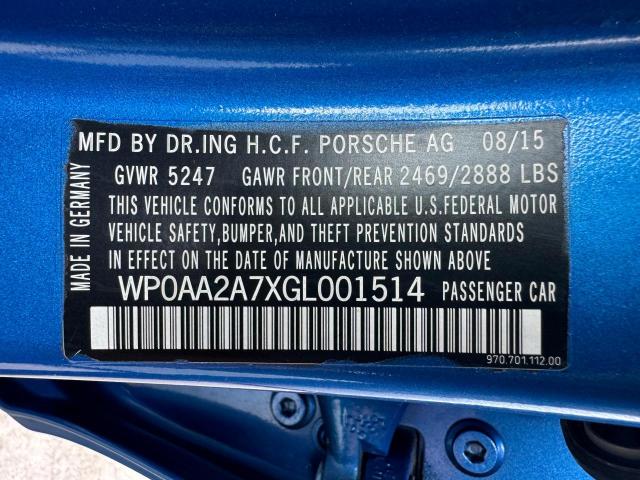 MFD BY DR.ING H.C.F. PORSCHE AG 08/15
GVWR 5247 GAWR FRONT/REAR 2469/2888 LBS
THIS VEHICLE CONFORMS TO ALL APPLICABLE U.S.FEDERAL MOTOR
VEHICLE SAFETY,BUMPER,AND THEFT PREVENTION STANDARDS
IN EFFECT ON THE DATE OF MANUFACTURE SHOWN ABOVE
WP0AA2A7XGL001514 PASSENGER CAR
970.701.112.00
MADE IN GERMANY